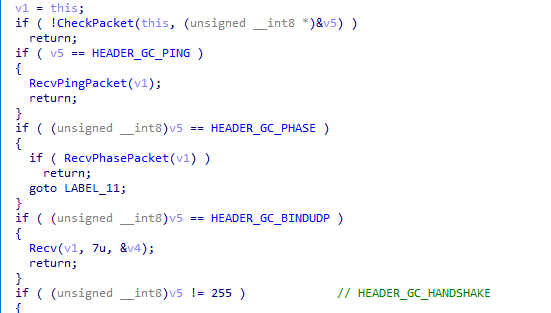 v1 = this;
if ( !CheckPacket(this, (unsigned __int8 *)&v5) )
return;
if ( v5 == HEADER_GC_PING )
{
RecvPingPacket(v1);
return;
}
if ( (unsigned __int8)v5 == HEADER_GC_PHASE )
{
if ( RecvPhasePacket(v1) )
return;
goto LABEL_11;
}
if ( (unsigned __int8)v5 == HEADER_GC_BINDUDP )
{
Recv(v1, 7u, &v4);
return;
}
if ( (unsigned __int8)v5 != 255 ) // HEADER_GC_HANDSHAKE
{